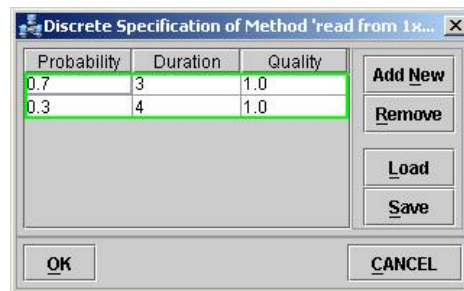 Discrete Specification of Method 'read from 1x...
Probability Duration Quality
0.7 3 1.0
0.3 4 1.0
Add New
Remove
Load
Save
OK CANCEL